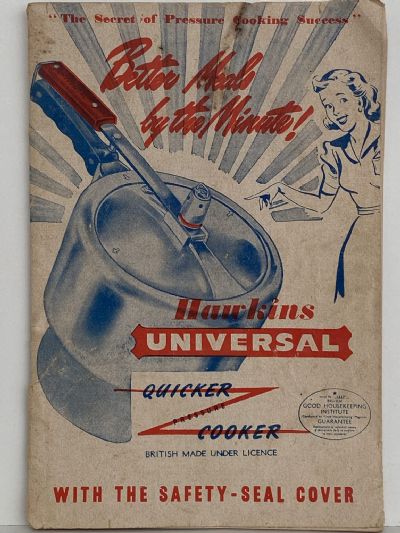 "The Secret of Pressure Cooking Success"
Better Meals
by the Minute!
Hawkins
UNIVERSAL
QUICKER
PRESSURE
COOKER
BRITISH MADE UNDER LICENCE
GOOD HOUSEKEEPING
INSTITUTE
GUARANTEE
WITH THE SAFETY-SEAL COVER